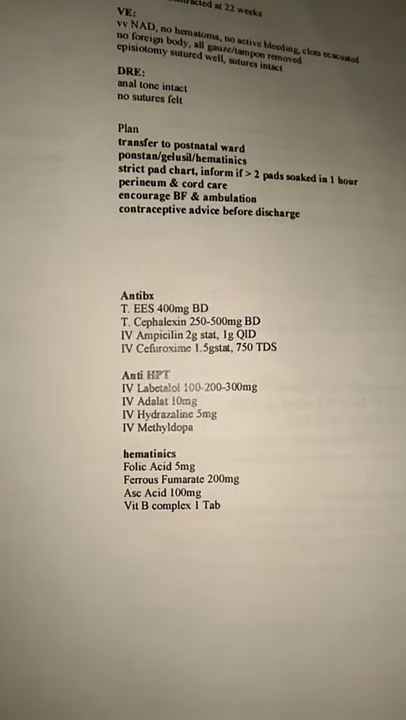 at 22 weeks
VE:
vv NAD, no hematoma, no active bleeding, clots evacuated
no foreign body, all gauze/tampon removed
episiotomy sutured well, sutures intact
DRE:
anal tone intact
no sutures felt
Plan
transfer to postnatal ward
ponstan/gelusil/hematinics
strict pad chart, inform if > 2 pads soaked in 1 hour
perineum & cord care
encourage BF & ambulation
contraceptive advice before discharge
Antibx
T. EES 400mg BD
T. Cephalexin 250-500mg BD
IV Ampicilin 2g stat, 1g QID
IV Cefuroxime 1.5gstat, 750 TDS
Anti HPT
IV Labetalol 100-200-300mg
IV Adalat 10mg
IV Hydrazaline 5mg
IV Methyldopa
hematinics
Folic Acid 5mg
Ferrous Fumarate 200mg
Asc Acid 100mg
Vit B complex 1 Tab